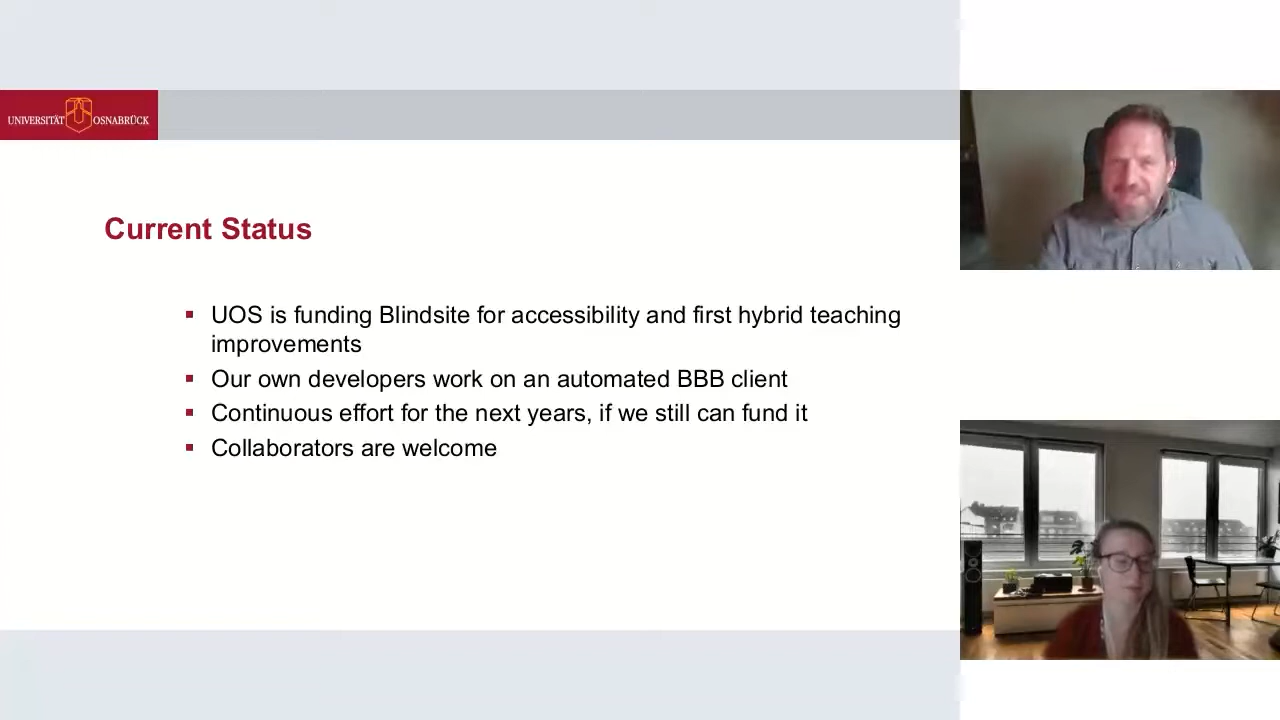 UNIVERSITÄT OSNABRÜCK
Current Status
UOS is funding Blindsite for accessibility and first hybrid teaching
improvements
Our own developers work on an automated BBB client
Continuous effort for the next years, if we still can fund it
Collaborators are welcome